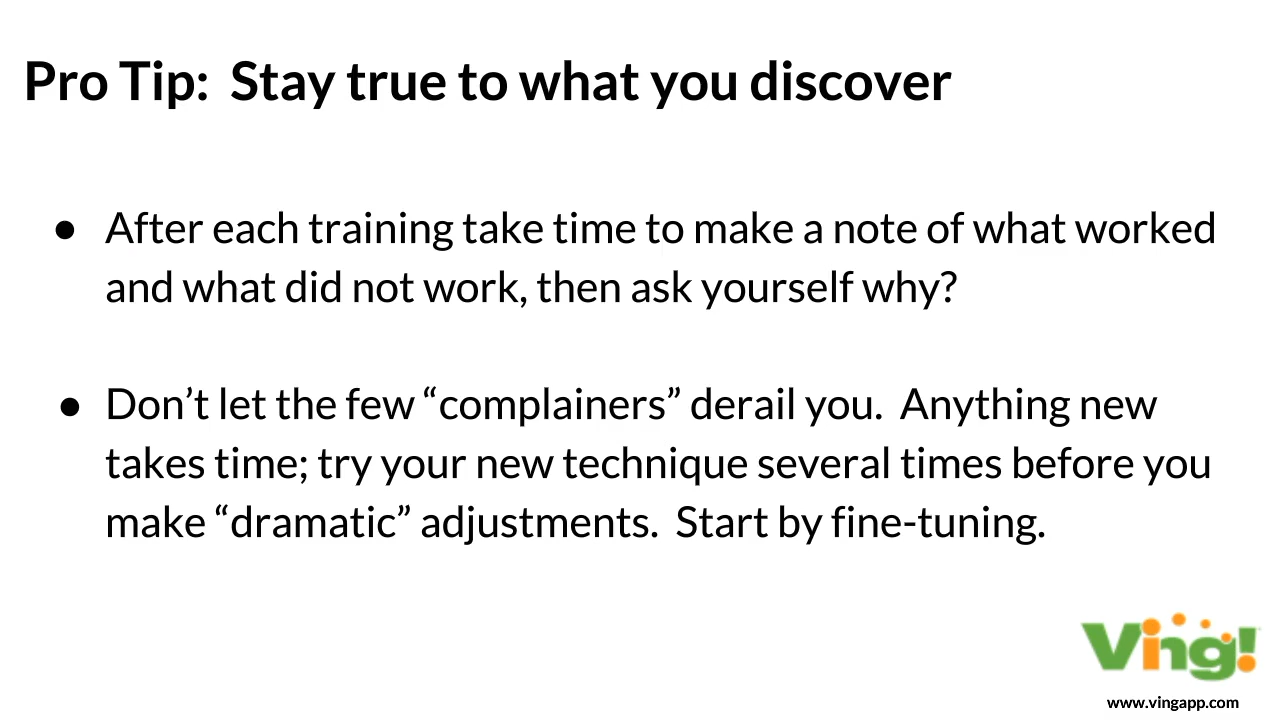 Pro Tip:  Stay true to what you discover
● After each training take time to make a note of what worked
and what did not work, then ask yourself why?
● Don’t let the few “complainers” derail you.  Anything new
takes time; try your new technique several times before you
make “dramatic” adjustments.  Start by fine-tuning.
Ving!
www.vingapp.com